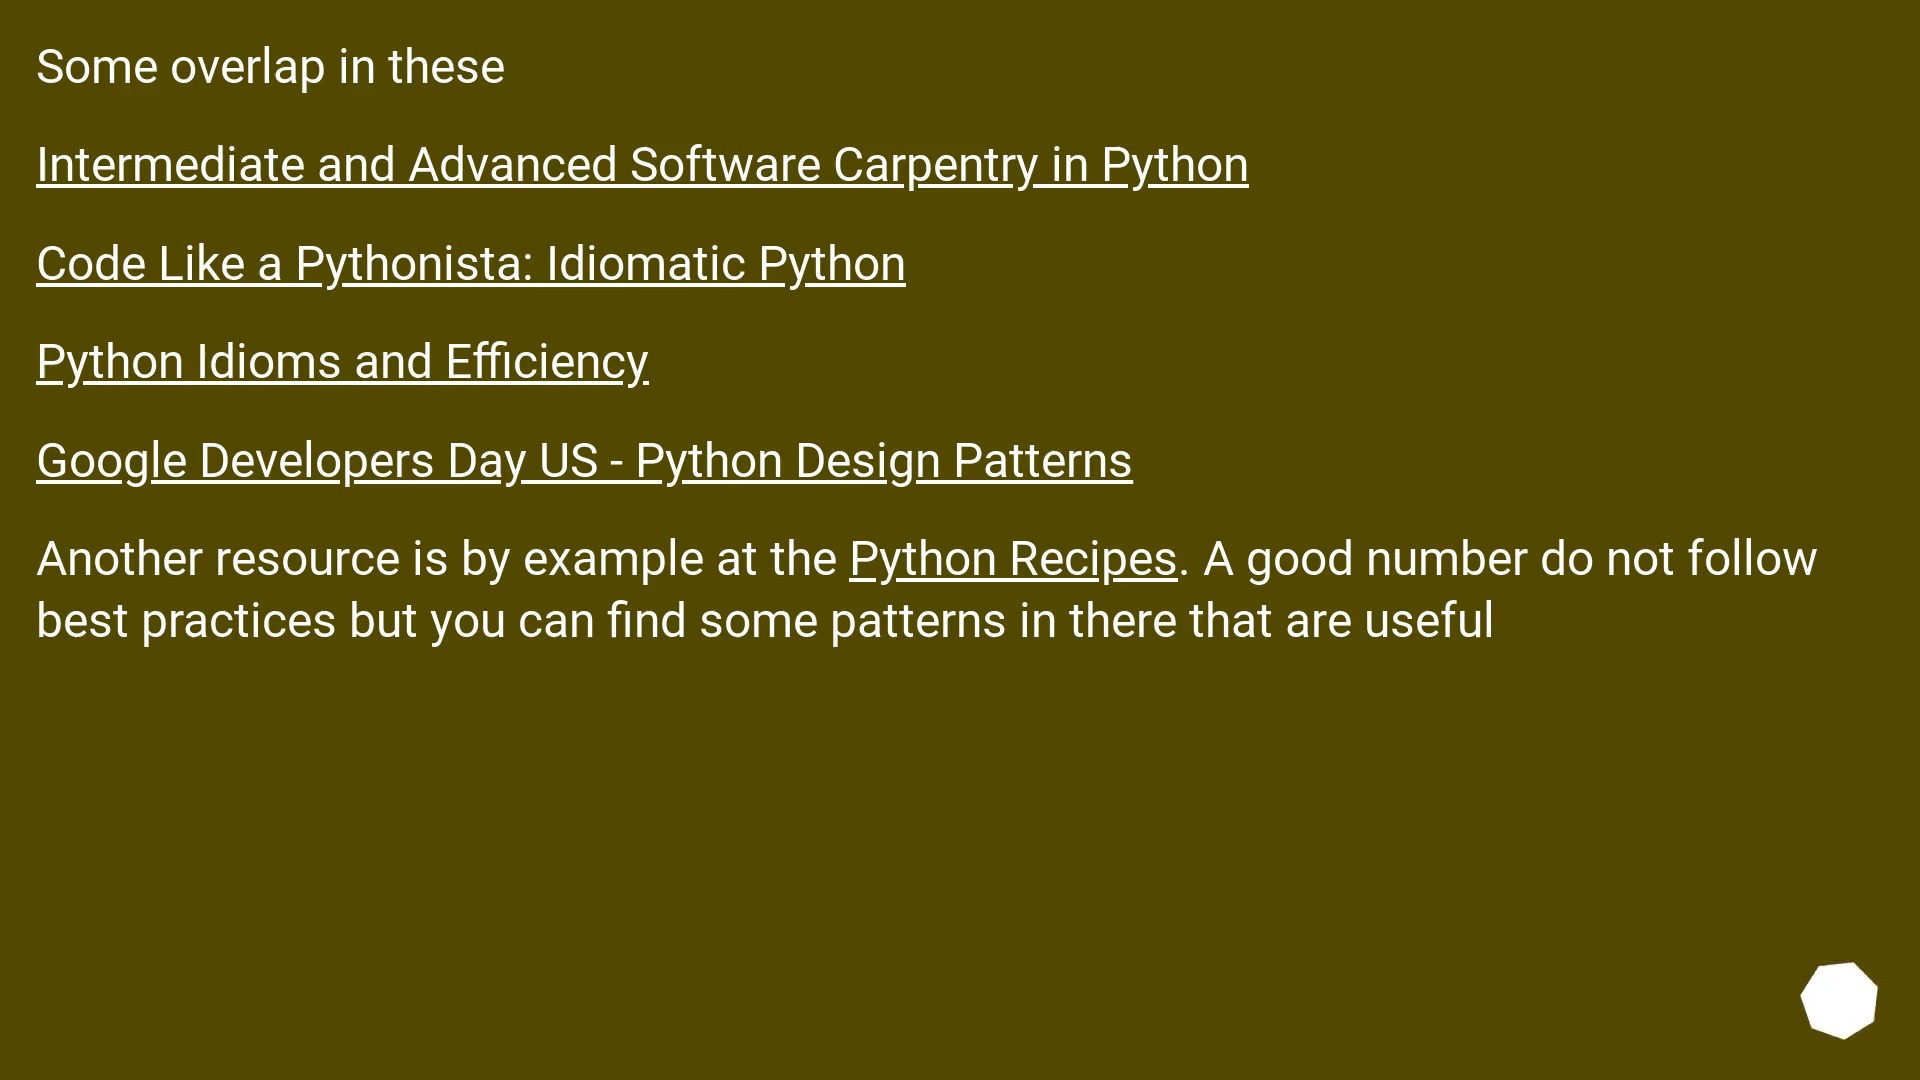 Some overlap in these
Intermediate and Advanced Software Carpentry in Python
Code Like a Pythonista: Idiomatic Python
Python Idioms and Efficiency
Google Developers Day US - Python Design Patterns
Another resource is by example at the Python Recipes. A good number do not follow
best practices but you can find some patterns in there that are useful